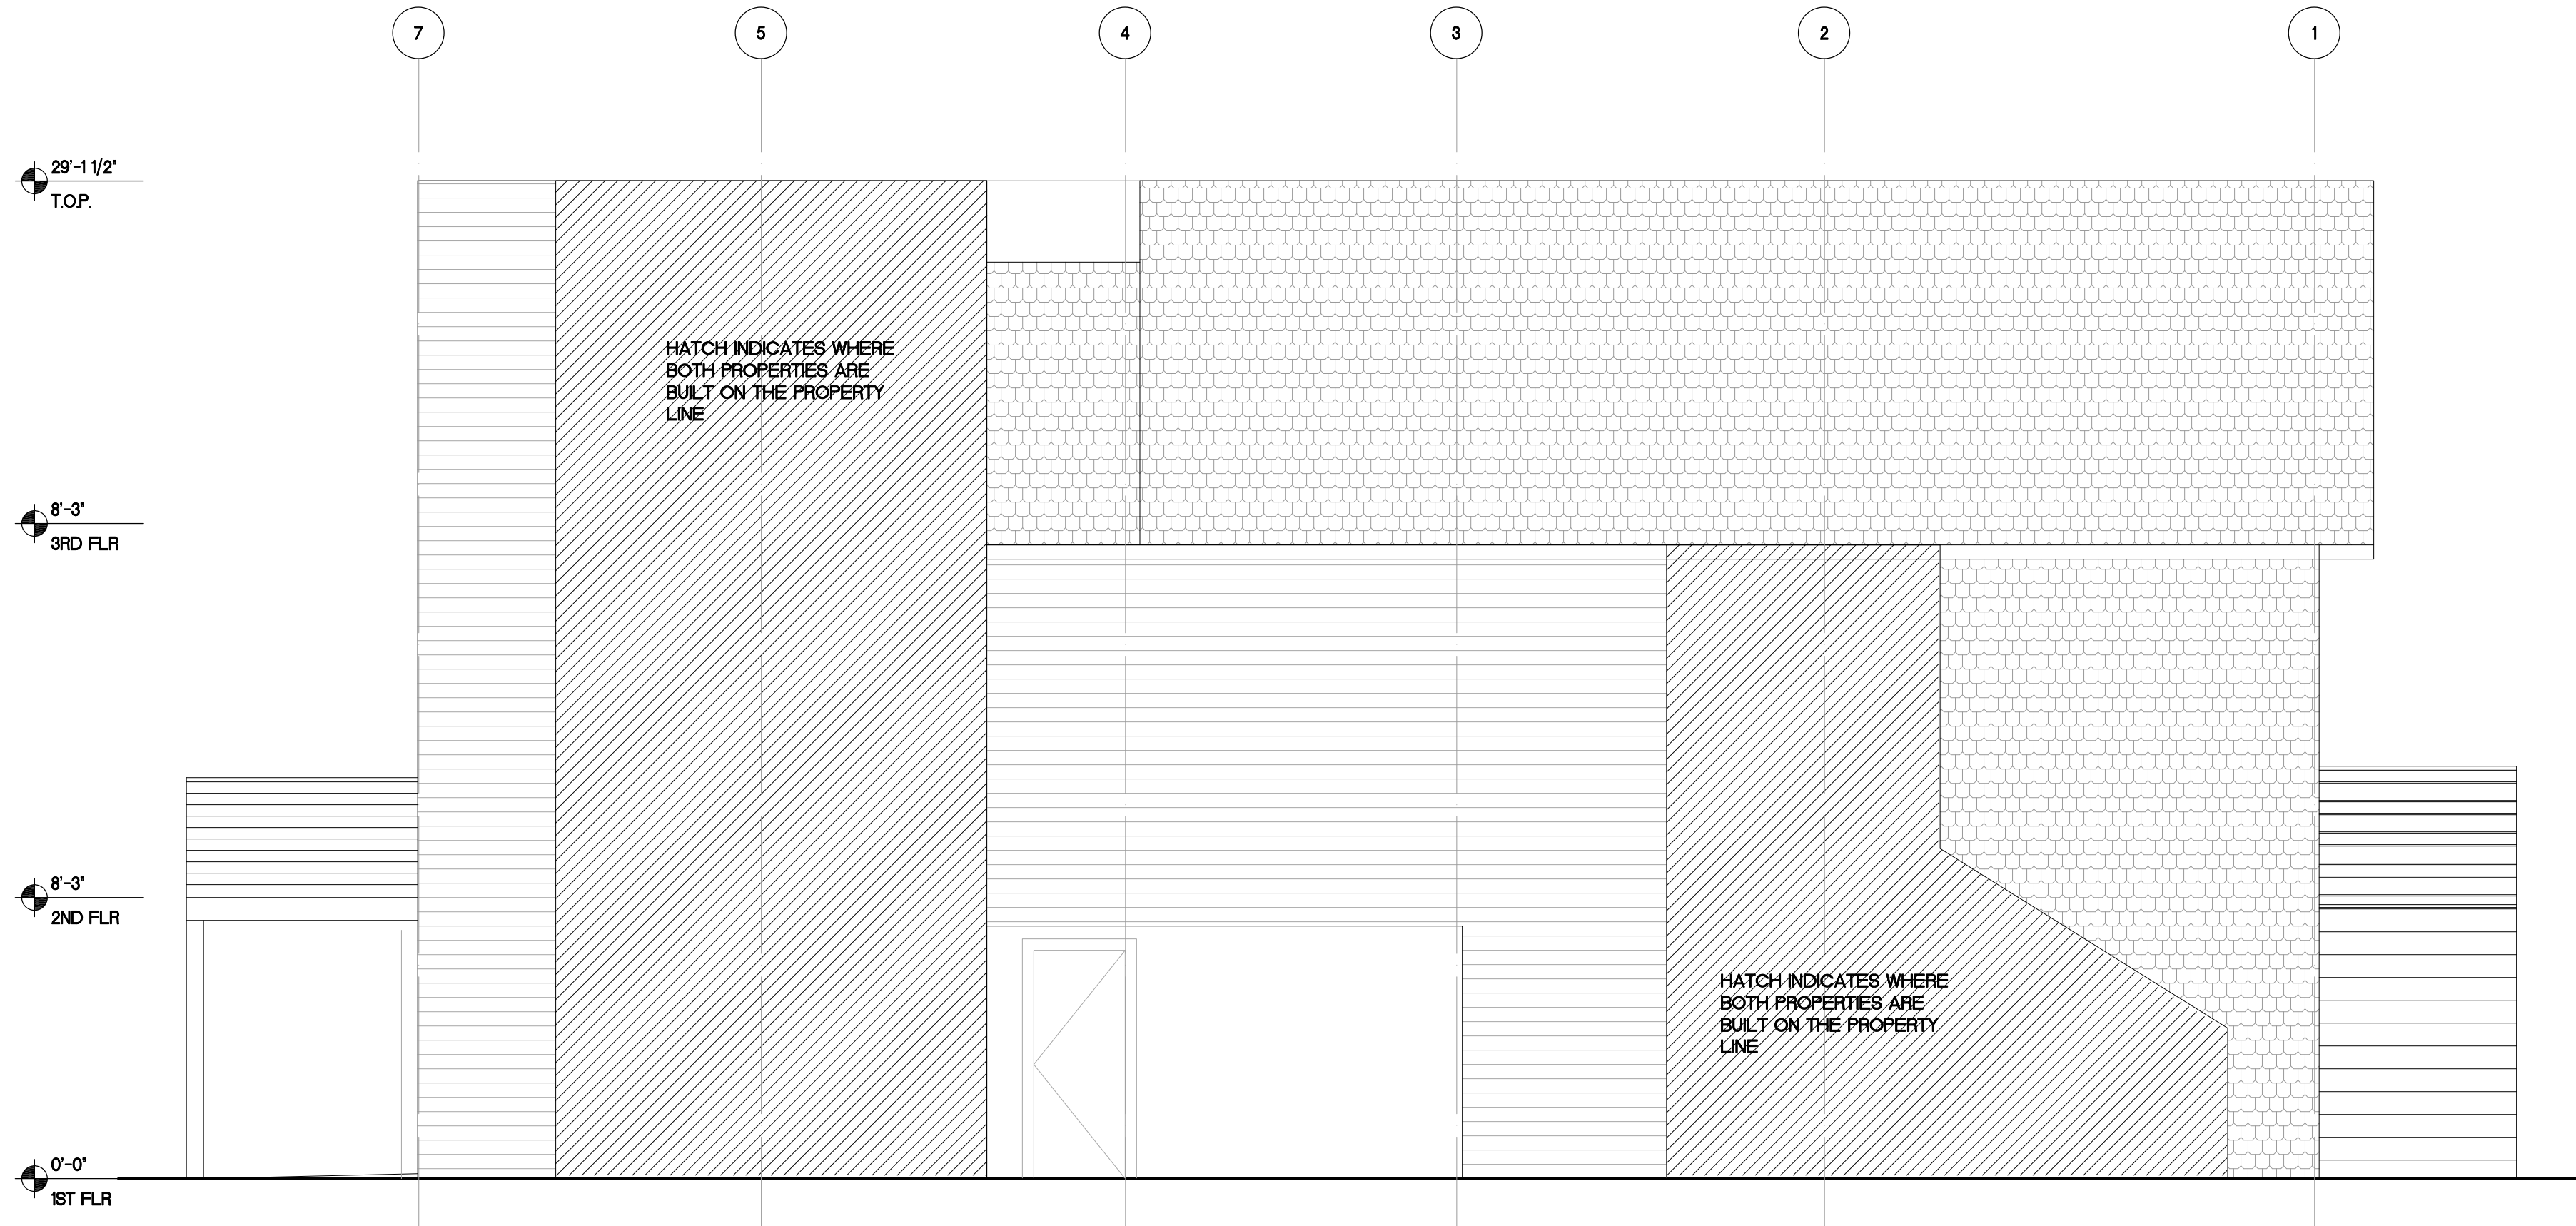 7
5
4
3
2
1
29'-1 1/2"
T.O.P.
HATCH INDICATES WHERE
BOTH PROPERTIES ARE
BUILT ON THE PROPERTY
LINE
8'-3"
3RD FLR
8'-3"
2ND FLR
HATCH INDICATES WHERE
BOTH PROPERTIES ARE
BUILT ON THE PROPERTY
LINE
0'-0"
1ST FLR